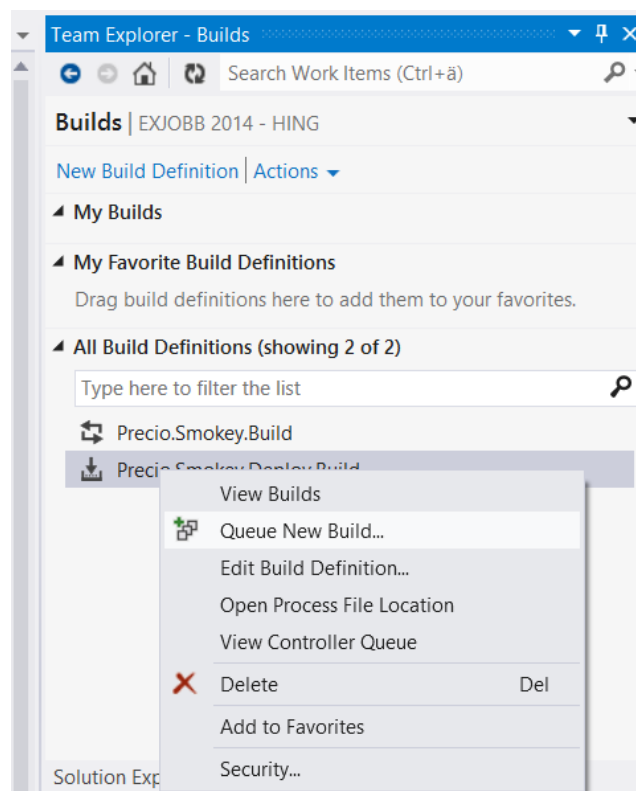 Team Explorer - Builds
Search Work Items (Ctrl+ä)
Builds | EXJOBB 2014 - HING
New Build Definition | Actions
My Builds
My Favorite Build Definitions
Drag build definitions here to add them to your favorites.
All Build Definitions (showing 2 of 2)
Type here to filter the list
Precio.Smokey.Build
Precio.Smokey.Deploy.Build
View Builds
Queue New Build...
Edit Build Definition...
Open Process File Location
View Controller Queue
Delete Del
Add to Favorites
Security...
Solution Exp